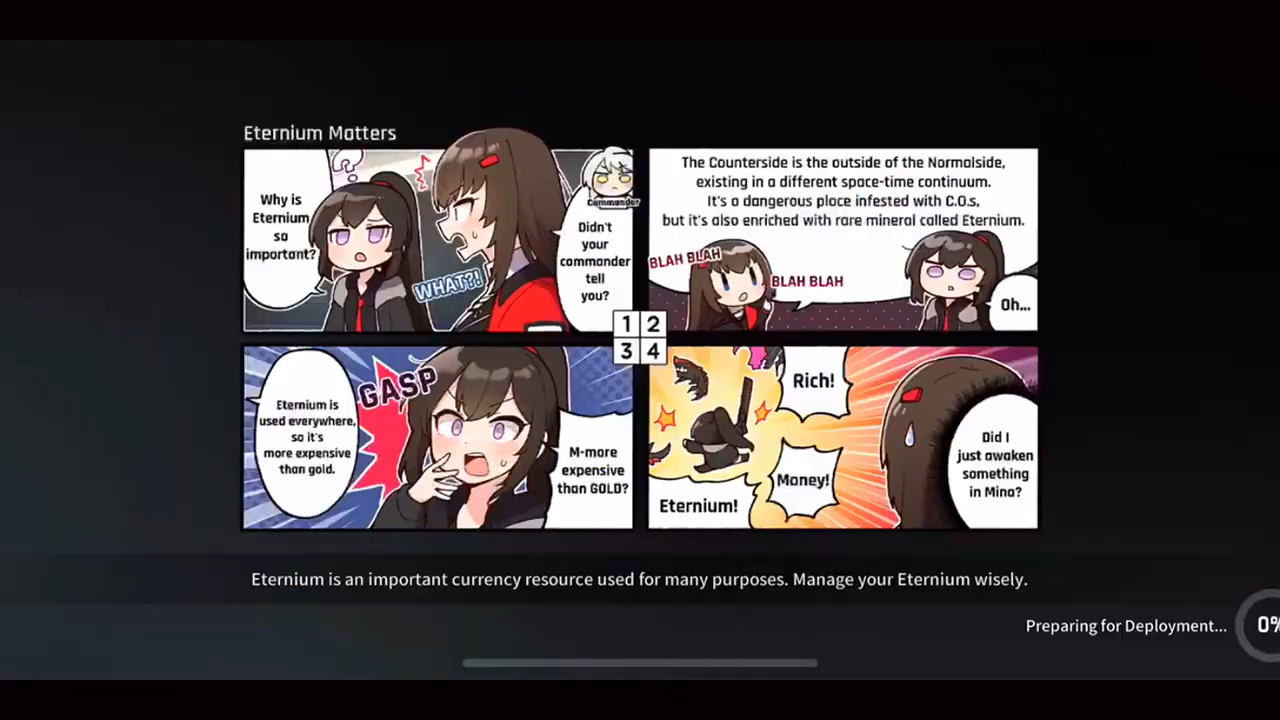 Eternium Matters
Why is
Eternium
so
important?
?
WHAT?!
Commander
Didn't
your
commander
tell
you?
The Counterside is the outside of the Normalside,
existing in a different space-time continuum.
It's a dangerous place infested with C.O.s,
but it's also enriched with rare mineral called Eternium.
BLAH BLAH
BLAH BLAH
Oh...
1 2
3 4
Eternium is
used everywhere,
so it's
more expensive
than gold.
GASP
M-more
expensive
than GOLD?
Rich!
Money!
Eternium!
Did I
just awaken
something
in Mina?
Eternium is an important currency resource used for many purposes. Manage your Eternium wisely.
Preparing for Deployment...
0%